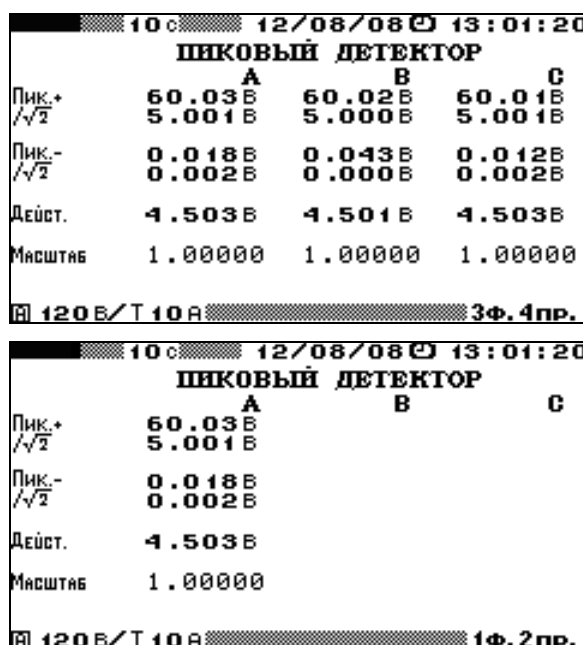 10с 12/08/08 13:01:20
ПИКОВЫЙ ДЕТЕКТОР
A B C
Пик.+ 60.03В 60.02В 60.01В
/√2 5.001В 5.000В 5.001В
Пик.- 0.018В 0.043В 0.012В
/√2 0.002В 0.000В 0.002В
Дейст. 4.503В 4.501В 4.503В
Масштаб 1.00000 1.00000 1.00000
А 120В/Т10А 3ф.4пр.
10с 12/08/08 13:01:20
ПИКОВЫЙ ДЕТЕКТОР
A B C
Пик.+ 60.03В
/√2 5.001В
Пик.- 0.018В
/√2 0.002В
Дейст. 4.503В
Масштаб 1.00000
А 120В/Т10А 1ф.2пр.